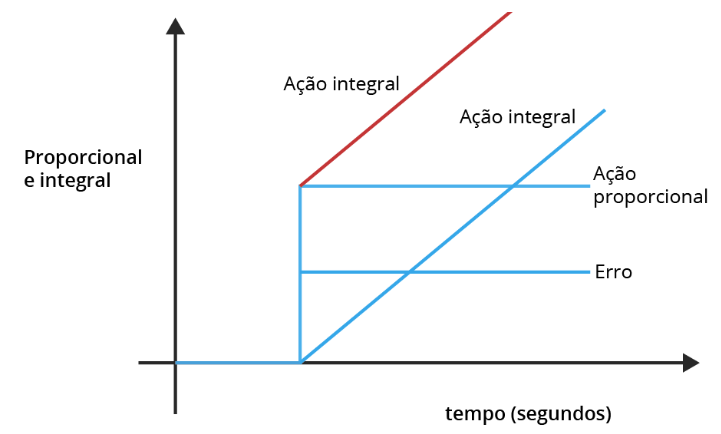 Ação integral
Ação integral
Proporcional
e integral
Ação
proporcional
Erro
tempo (segundos)